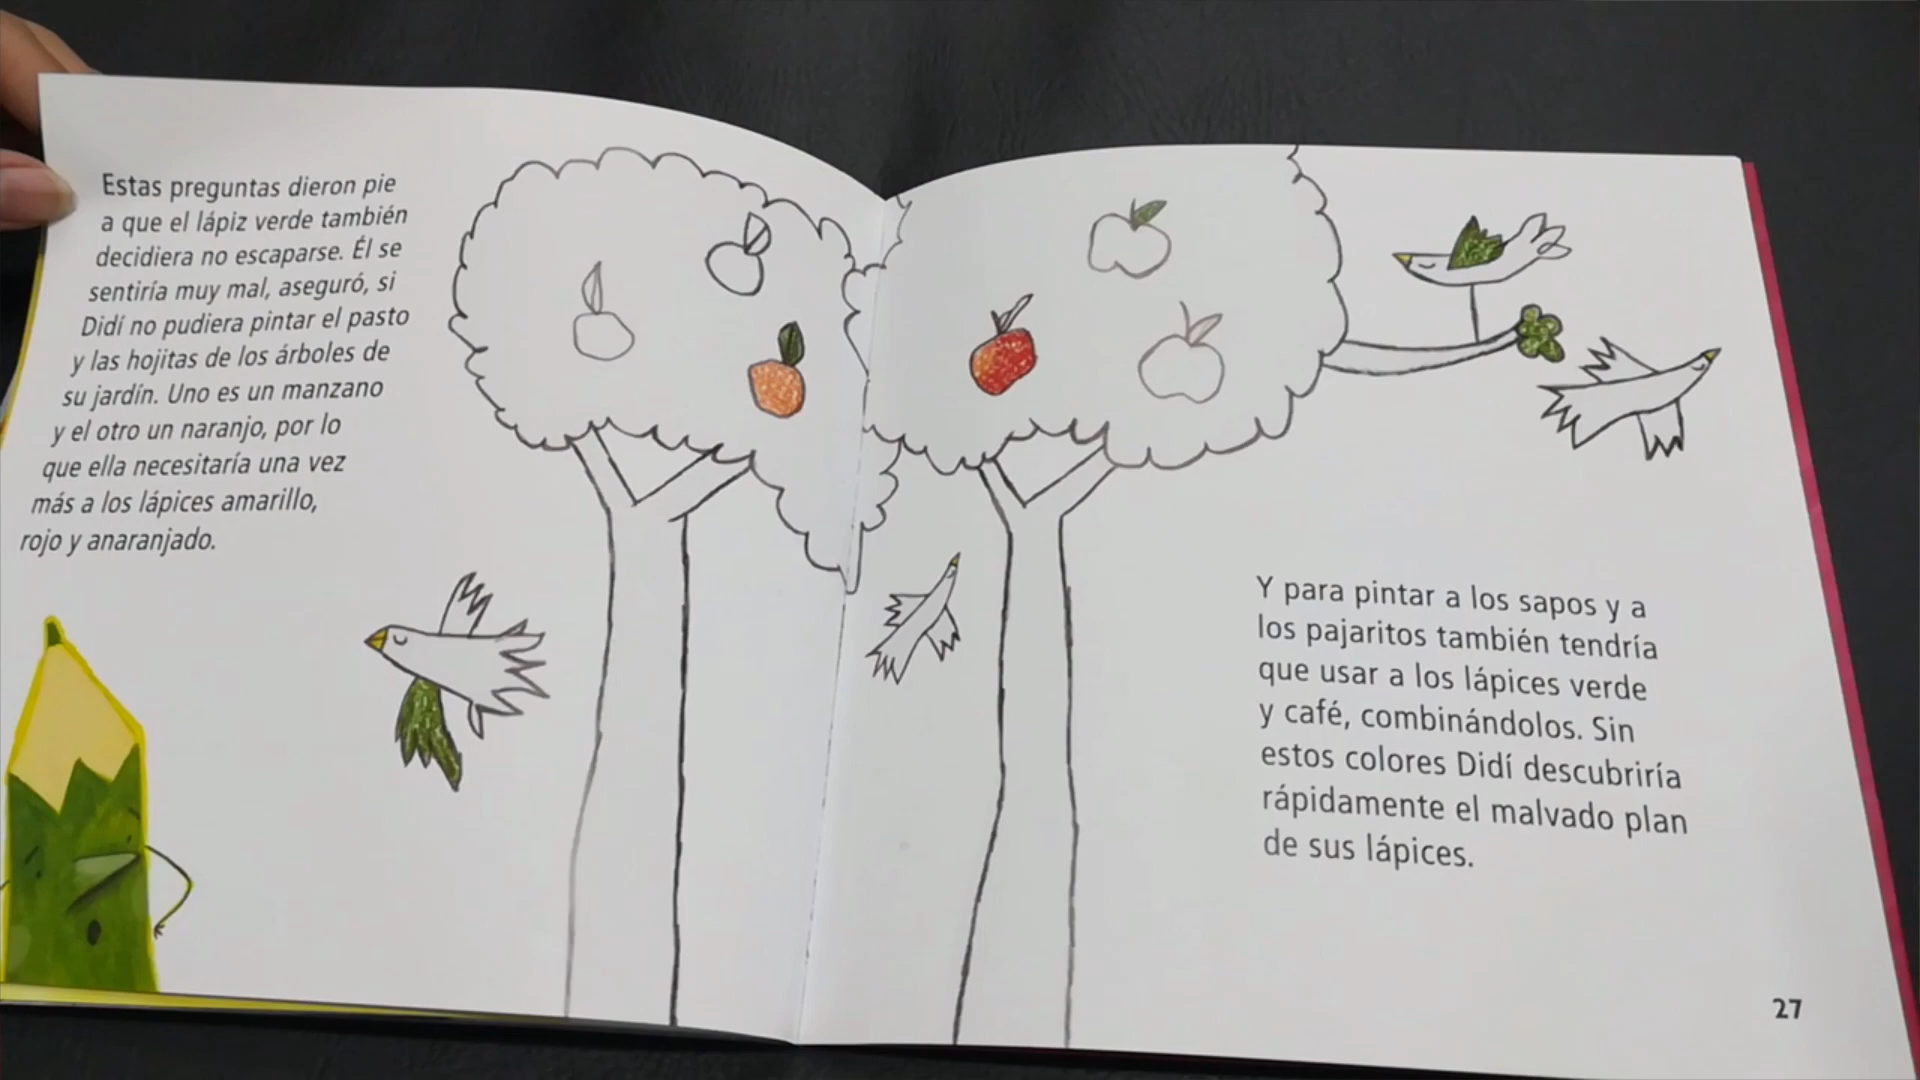 Estas preguntas dieron pie
a que el lápiz verde también
decidiera no escaparse. Él se
sentiría muy mal, aseguró, si
Didí no pudiera pintar el pasto
y las hojitas de los árboles de
su jardín. Uno es un manzano
y el otro un naranjo, por lo
que ella necesitaría una vez
más a los lápices amarillo,
rojo y anaranjado.
Y para pintar a los sapos y a
los pajaritos también tendría
que usar a los lápices verde
y café, combinándolos. Sin
estos colores Didí descubriría
rápidamente el malvado plan
de sus lápices.
27